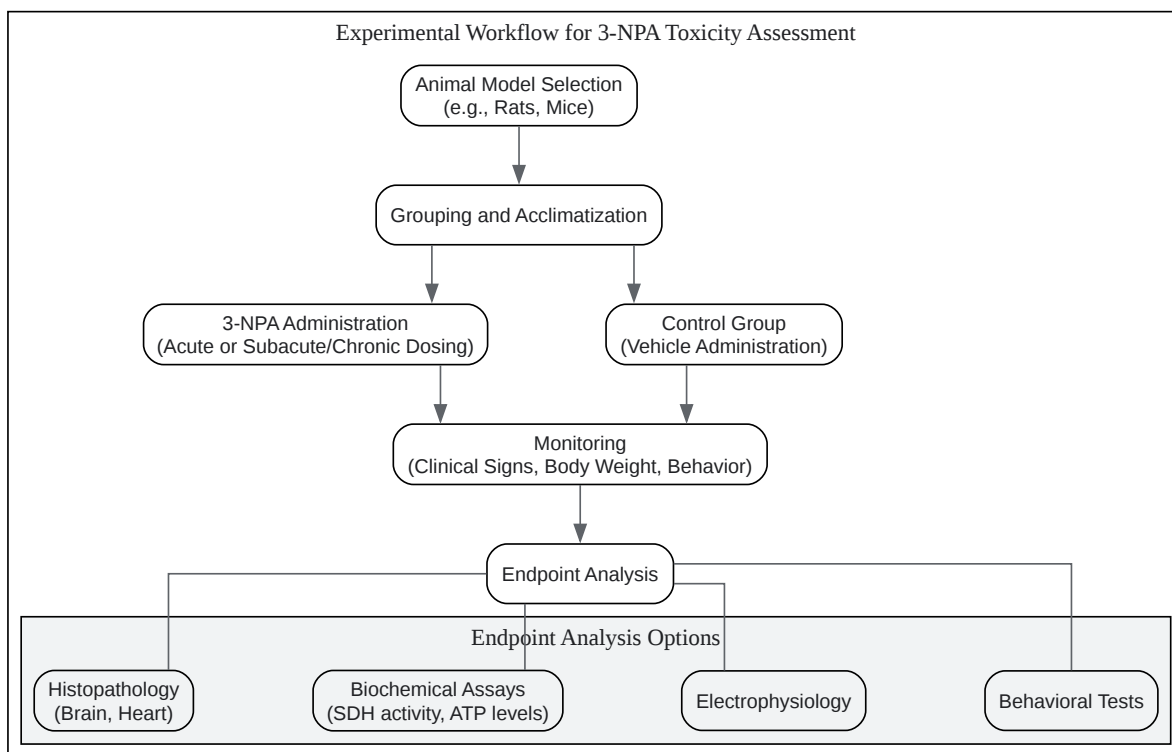 Experimental Workflow for 3-NPA Toxicity Assessment
Animal Model Selection
(e.g., Rats, Mice)
Grouping and Acclimatization
3-NPA Administration
(Acute or Subacute/Chronic Dosing)
Control Group
(Vehicle Administration)
Monitoring
(Clinical Signs, Body Weight, Behavior)
Endpoint Analysis
Endpoint Analysis Options
Histopathology
(Brain, Heart)
Biochemical Assays
(SDH activity, ATP levels)
Electrophysiology
Behavioral Tests